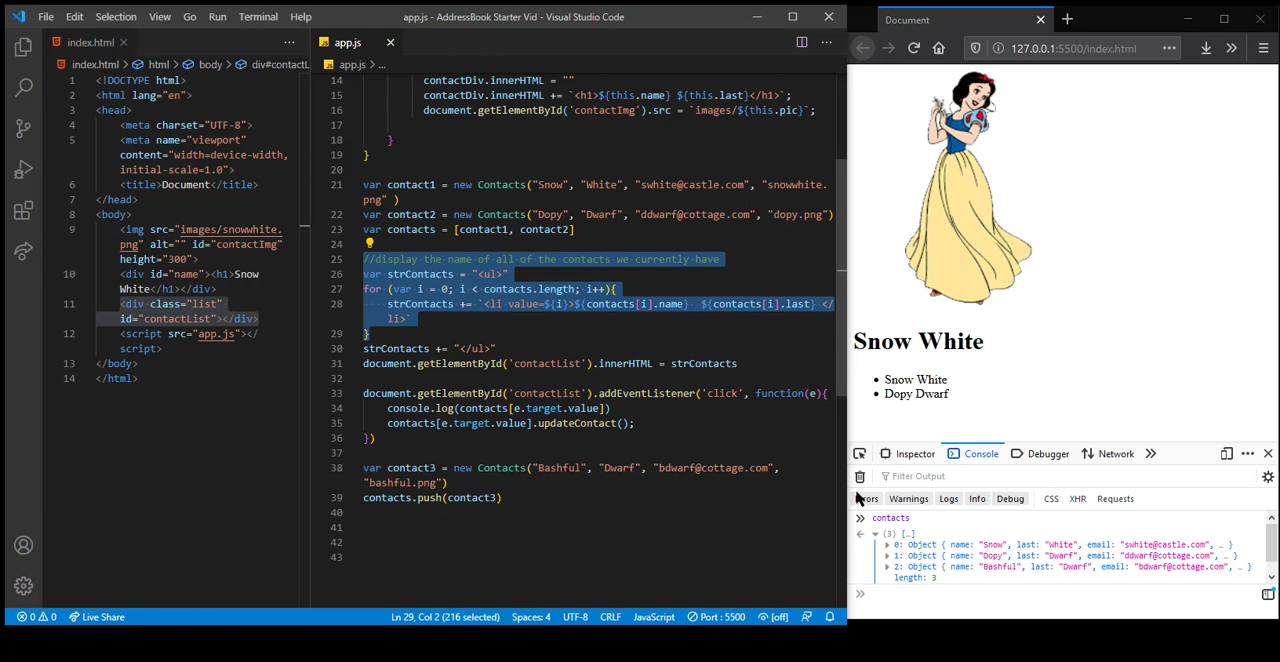 File Edit Selection View Go Run Terminal Help
app.js - AddressBook Starter Vid - Visual Studio Code
index.html
index.html > html > body > div#contactL
1 <!DOCTYPE html>
2 <html lang="en">
3 <head>
4 <meta charset="UTF-8">
5 <meta name="viewport"
content="width=device-width,
initial-scale=1.0">
6 <title>Document</title>
7 </head>
8 <body>
9 <img src="images/snowwhite.
png" alt="" id="contactImg"
height="300">
10 <div id="name"><h1>Snow
White</h1></div>
11 <div class="list"
id="contactList"></div>
12 <script src="app.js"></
script>
13 </body>
14 </html>
app.js
app.js > ...
14 contactDiv.innerHTML = ""
15 contactDiv.innerHTML += `<h1>${this.name} ${this.last}</h1>`;
16 document.getElementById('contactImg').src = `images/${this.pic}`;
17
18 }
19 }
20
21 var contact1 = new Contacts("Snow", "White", "swhite@castle.com", "snowwhite.
png" )
22 var contact2 = new Contacts("Dopy", "Dwarf", "ddwarf@cottage.com", "dopy.png")
23 var contacts = [contact1, contact2]
24
25 //display the name of all of the contacts we currently have
26 var strContacts = "<ul>"
27 for (var i = 0; i < contacts.length; i++){
28 strContacts += `<li value=${i}>${contacts[i].name} ${contacts[i].last} </
li>`
29 }
30 strContacts += "</ul>"
31 document.getElementById('contactList').innerHTML = strContacts
32
33 document.getElementById('contactList').addEventListener('click', function(e){
34 console.log(contacts[e.target.value])
35 contacts[e.target.value].updateContact();
36 })
37
38 var contact3 = new Contacts("Bashful", "Dwarf", "bdwarf@cottage.com",
"bashful.png")
39 contacts.push(contact3)
40
41
42
43
0 0 Live Share
Ln 29, Col 2 (216 selected) Spaces: 4 UTF-8 CRLF JavaScript Port : 5500 [off]
Document
127.0.0.1:5500/index.html
Snow White
• Snow White
• Dopy Dwarf
Inspector Console Debugger Network
Filter Output
Warnings Logs Info Debug CSS XHR Requests
contacts
(3) […]
0: Object { name: "Snow", last: "White", email: "swhite@castle.com", … }
1: Object { name: "Dopy", last: "Dwarf", email: "ddwarf@cottage.com", … }
2: Object { name: "Bashful", last: "Dwarf", email: "bdwarf@cottage.com", … }
length: 3